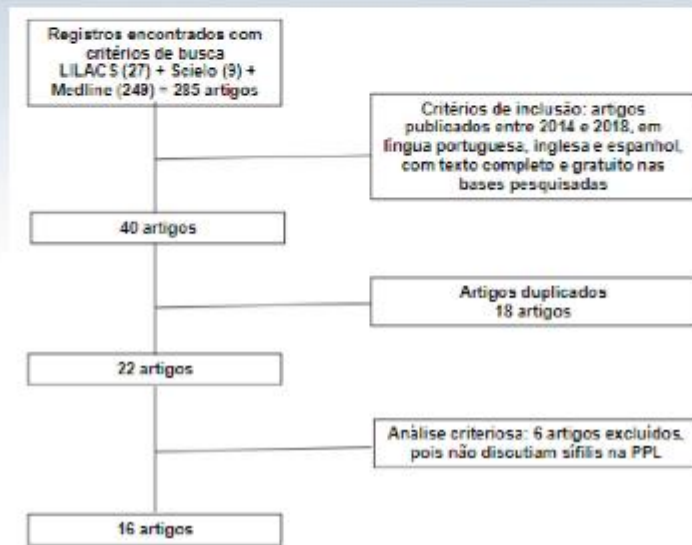 Registros encontrados com
critérios de busca
LILACS (27) + Scielo (9) +
Medline (249) = 285 artigos
Critérios de inclusão: artigos
publicados entre 2014 e 2018, em
língua portuguesa, inglesa e espanhol,
com texto completo e gratuito nas
bases pesquisadas
40 artigos
Artigos duplicados
18 artigos
22 artigos
Análise criteriosa: 6 artigos excluídos,
pois não discutiam sífilis na PPL
16 artigos